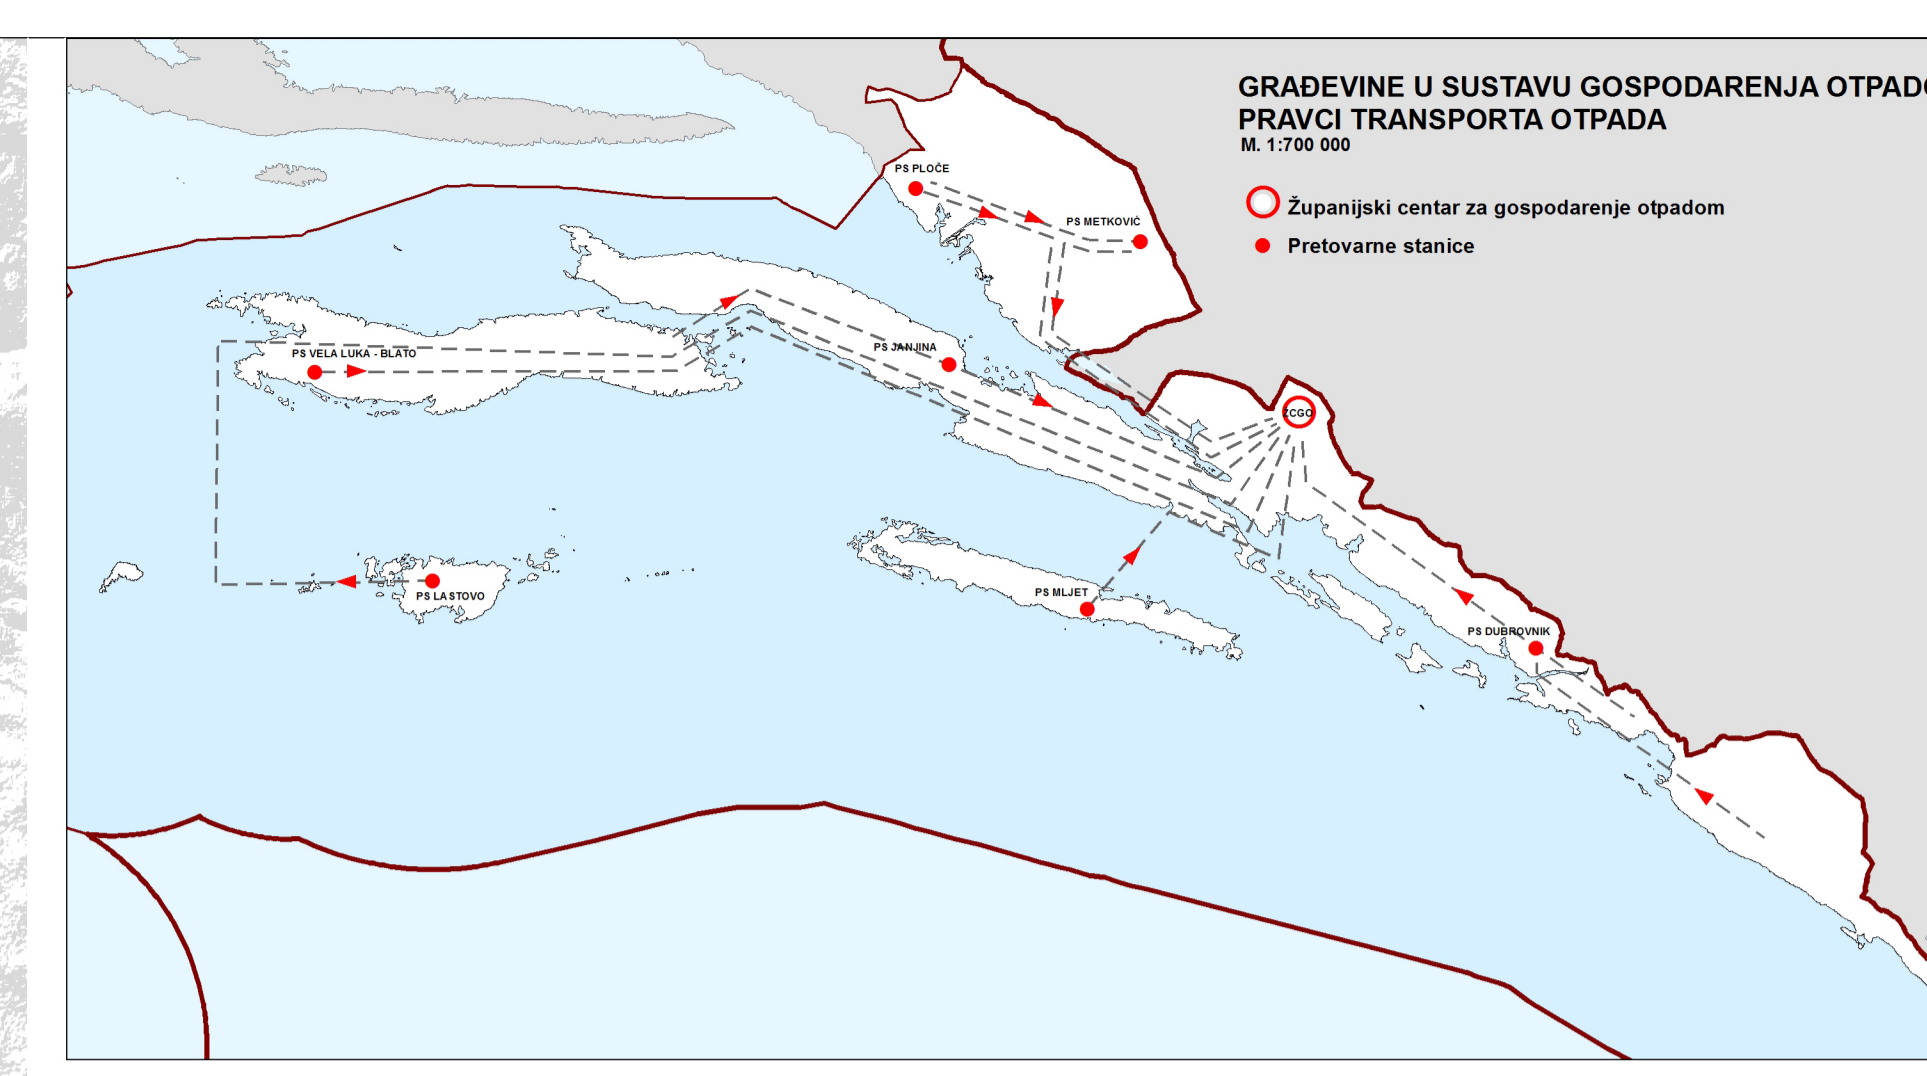 GRAĐEVINE U SUSTAVU GOSPODARENJA
PRAVCI TRANSPORTA OTPADA
M. 1:700 000
Županijski centar za gospodarenje otpadom
Pretovarne stanice
PS PLOČE
PS METKOVIĆ
PS VELA LUKA - BLATO
PS JANJINA
ŽCGO
PS LASTOVO
PS MLJET
PS DUBROVNIK